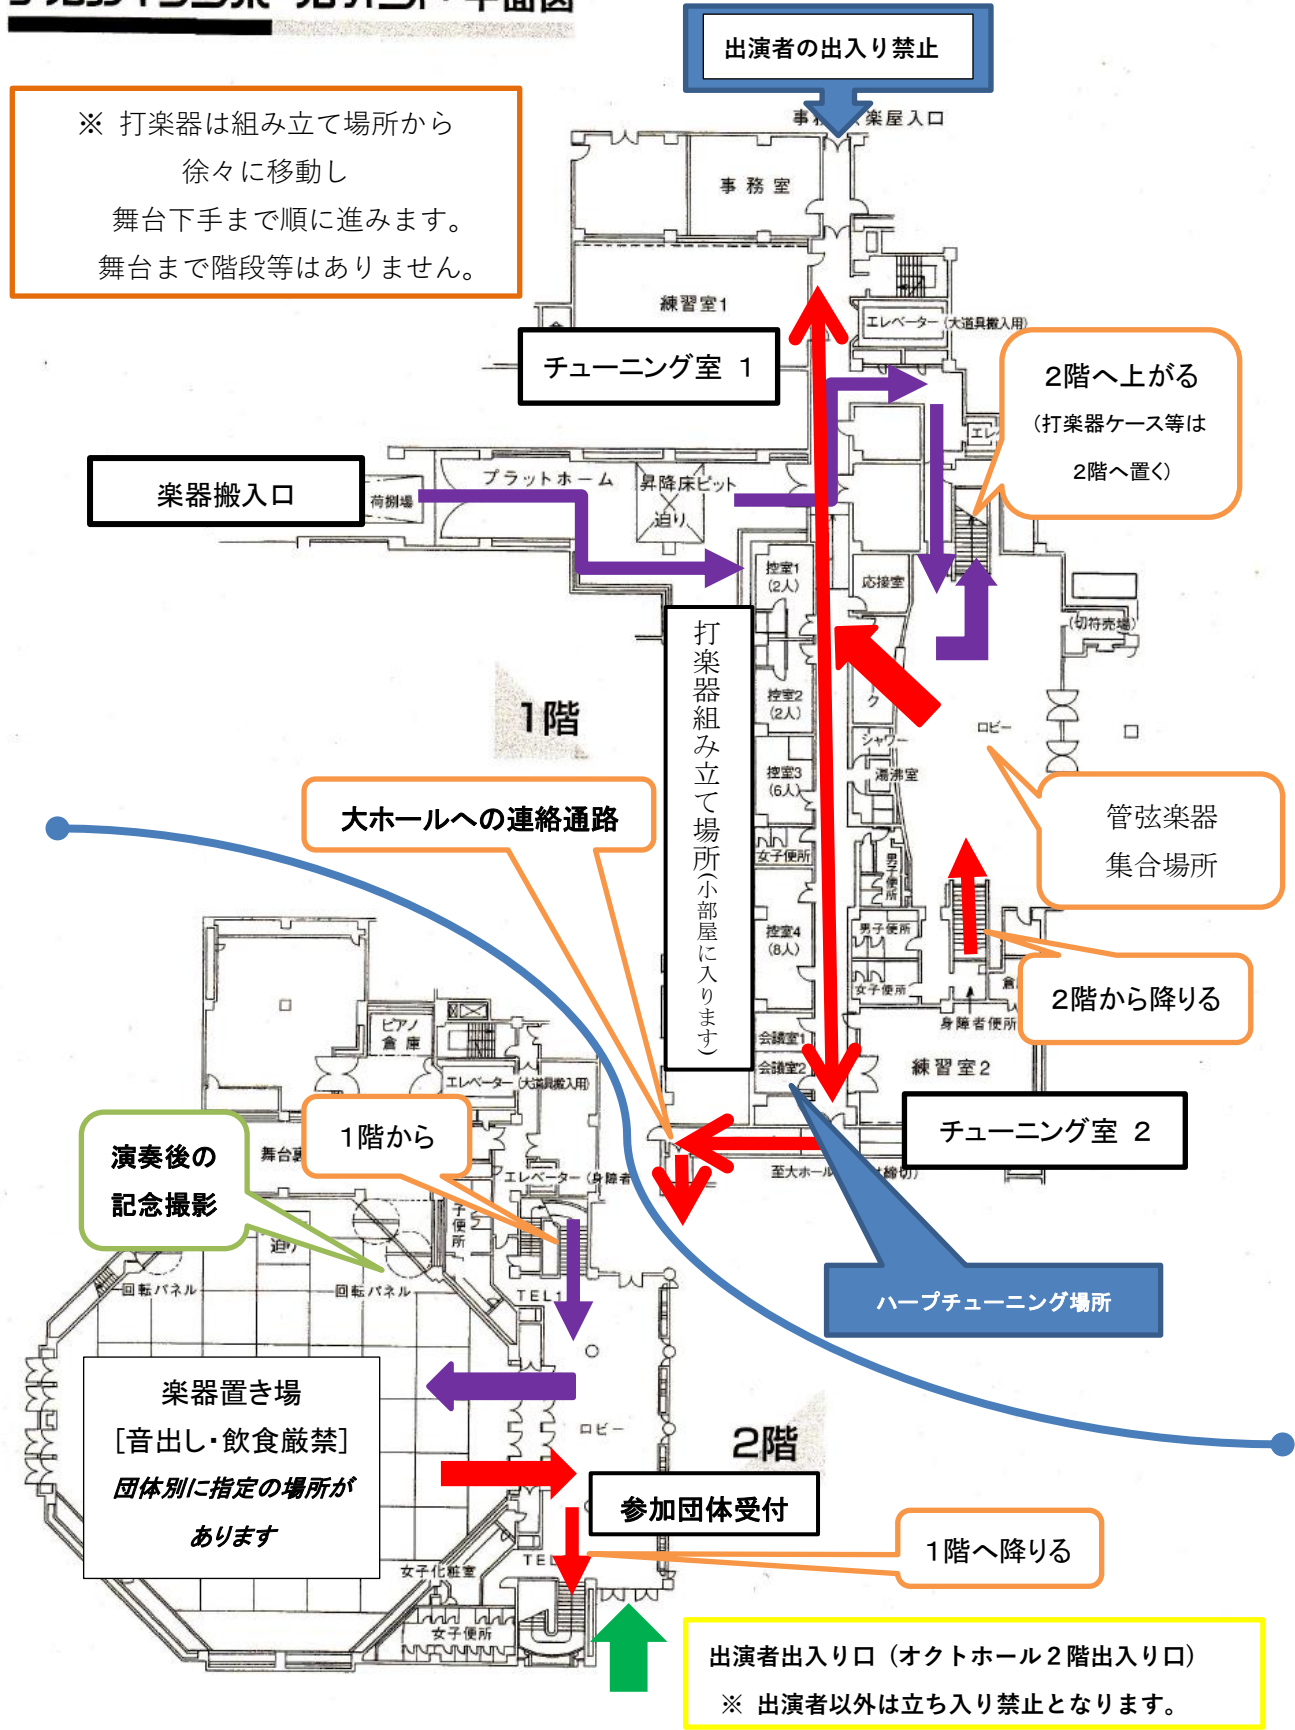 平面図
出演者の出入り禁止
楽屋入口
※ 打楽器は組み立て場所から
徐々に移動し
舞台下手まで順に進みます。
舞台まで階段等はありません。
事務室
練習室1
エレベーター(大道具搬入用)
チューニング室 1
2階へ上がる
(打楽器ケース等は
2階へ置く)
楽器搬入口
荷捌場
プラットホーム
昇降床ピット
迫り
控室1
(2人)
応接室
(切符売場)
打楽器組み立て場所(小部屋に入ります)
控室2
(2人)
ク
シャワー
ロビー
1階
控室3
(6人)
湯沸室
大ホールへの連絡通路
管弦楽器
集合場所
女子便所
男子便所
控室4
(8人)
男子便所
女子便所
2階から降りる
身障者便所
会議室1
会議室2
練習室2
チューニング室 2
至大ホール
締切)
ハープチューニング場所
ピアノ
倉庫
エレベーター(大道具搬入用)
1階から
演奏後の
記念撮影
舞台裏
エレベーター(身障者
子便所
迫り
回転パネル
回転パネル
TEL
楽器置き場
[音出し・飲食厳禁]
団体別に指定の場所が
あります
ロビー
2階
参加団体受付
TEL
1階へ降りる
女子化粧室
女子便所
出演者出入り口(オクトホール2階出入り口)
※ 出演者以外は立ち入り禁止となります。